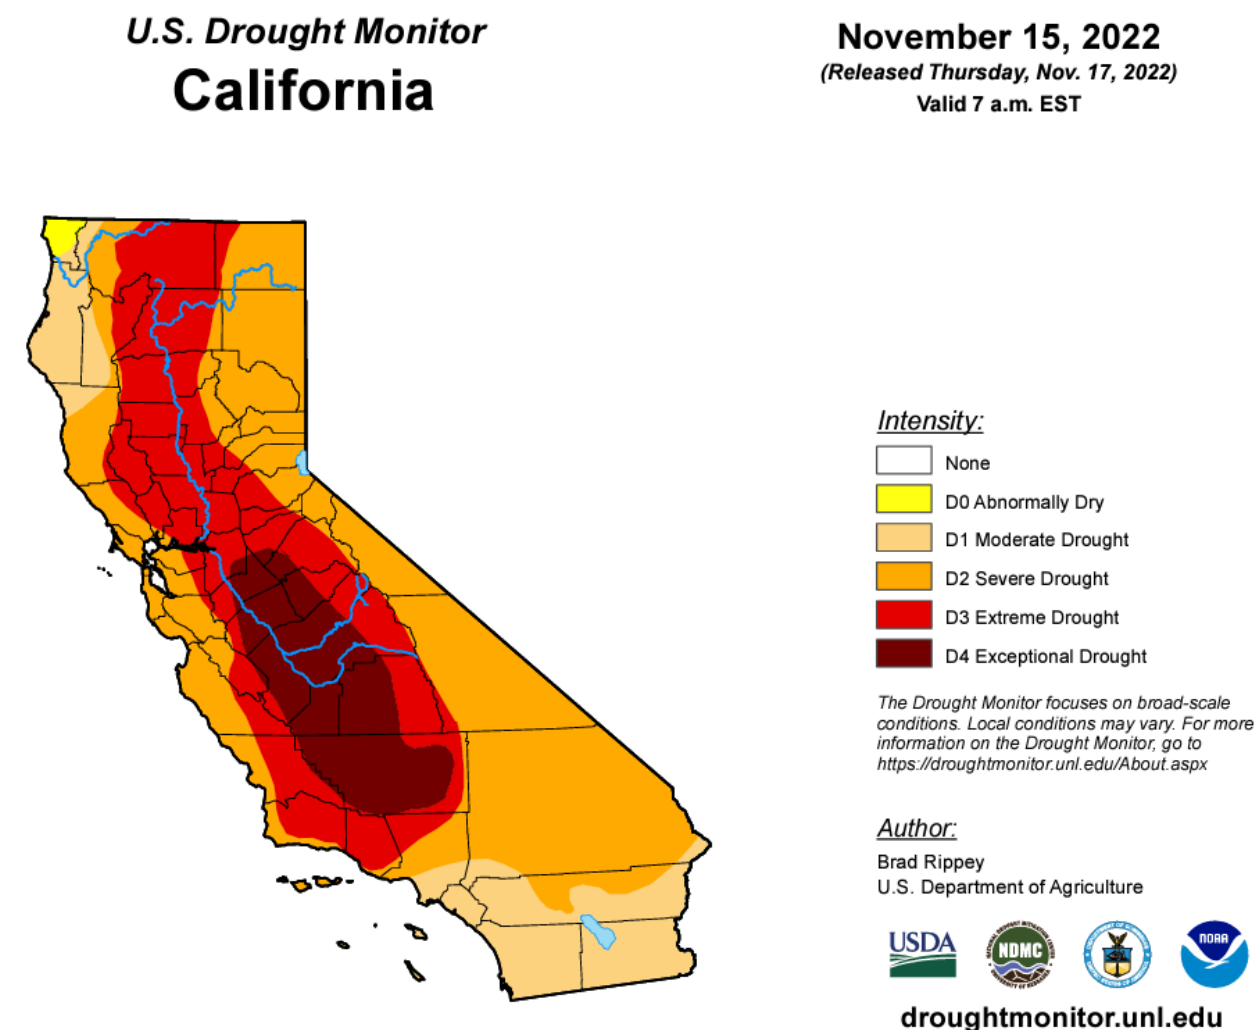 U.S. Drought Monitor
California
November 15, 2022
(Released Thursday, Nov. 17, 2022)
Valid 7 a.m. EST
Intensity:
None
D0 Abnormally Dry
D1 Moderate Drought
D2 Severe Drought
D3 Extreme Drought
D4 Exceptional Drought
The Drought Monitor focuses on broad-scale
conditions. Local conditions may vary. For more
information on the Drought Monitor, go to
https://droughtmonitor.unl.edu/About.aspx
Author:
Brad Rippey
U.S. Department of Agriculture
USDA
NDMC
NOAA
droughtmonitor.unl.edu